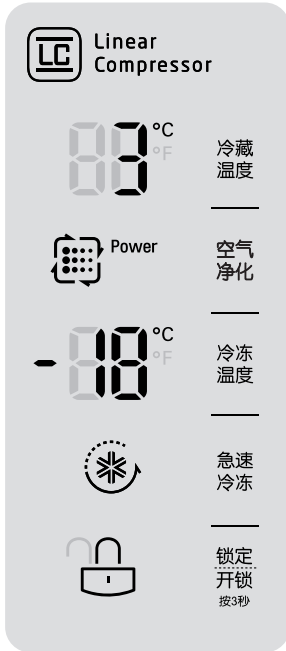 LC Linear
Compressor
3 °C
°F
冷藏
温度
Power
空气
净化
-18 °C
°F
冷冻
温度
急速
冷冻
锁定
开锁
按3秒